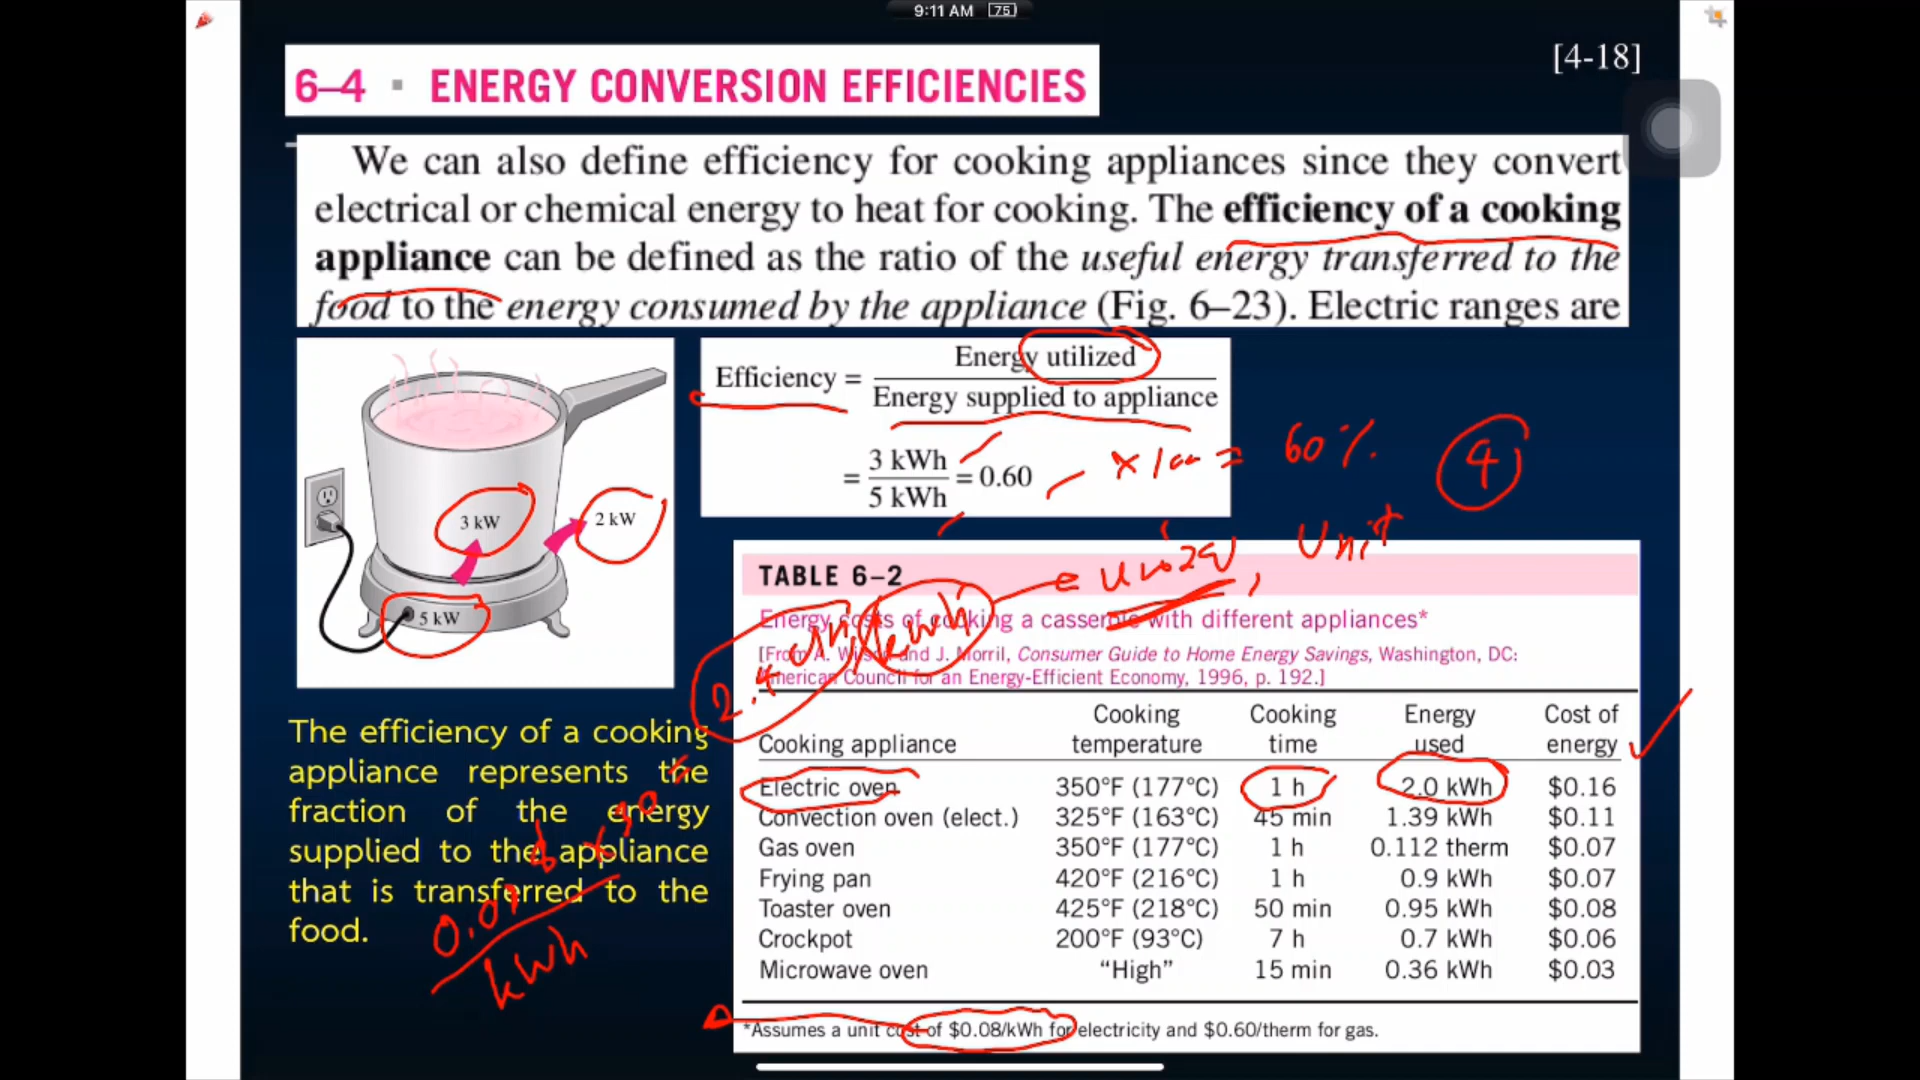 9:11 AM 75
[4-18]
6–4 ▪ ENERGY CONVERSION EFFICIENCIES
We can also define efficiency for cooking appliances since they convert
electrical or chemical energy to heat for cooking. The efficiency of a cooking
appliance can be defined as the ratio of the useful energy transferred to the
food to the energy consumed by the appliance (Fig. 6–23). Electric ranges are
3 kW
2 kW
5 kW
Efficiency = Energy utilized
Energy supplied to appliance
= 3 kWh
5 kWh = 0.60
× 100 = 60 %
4
Unit
kWh
The efficiency of a cooking
appliance represents the
fraction of the energy
supplied to the appliance
that is transferred to the
food.
kWh
TABLE 6–2
Energy costs of cooking a casserole with different appliances*
[From A. Wilson and J. Morril, Consumer Guide to Home Energy Savings, Washington, DC:
American Council for an Energy-Efficient Economy, 1996, p. 192.]
Cooking appliance Cooking temperature Cooking time Energy used Cost of energy
Electric oven 350°F (177°C) 1 h 2.0 kWh $0.16
Convection oven (elect.) 325°F (163°C) 45 min 1.39 kWh $0.11
Gas oven 350°F (177°C) 1 h 0.112 therm $0.07
Frying pan 420°F (216°C) 1 h 0.9 kWh $0.07
Toaster oven 425°F (218°C) 50 min 0.95 kWh $0.08
Crockpot 200°F (93°C) 7 h 0.7 kWh $0.06
Microwave oven “High” 15 min 0.36 kWh $0.03
*Assumes a unit cost of $0.08/kWh for electricity and $0.60/therm for gas.